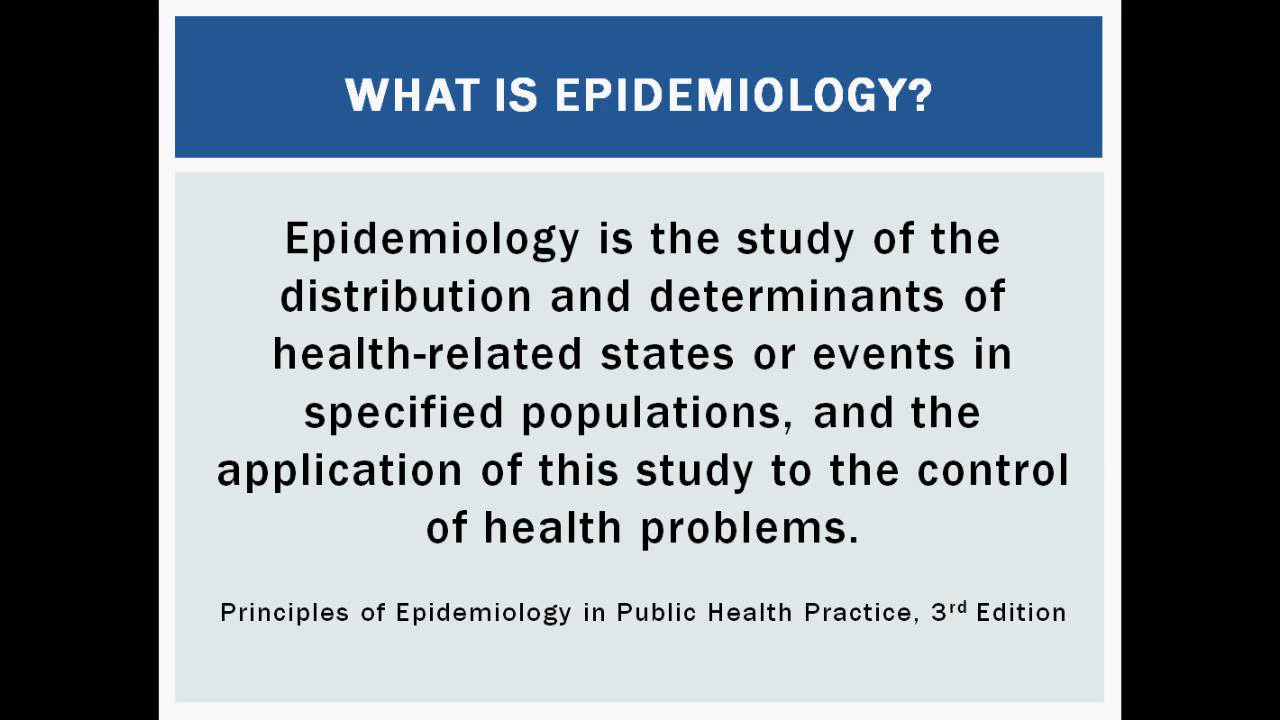 WHAT IS EPIDEMIOLOGY?
Epidemiology is the study of the
distribution and determinants of
health-related states or events in
specified populations, and the
application of this study to the control
of health problems.
Principles of Epidemiology in Public Health Practice, 3rd Edition